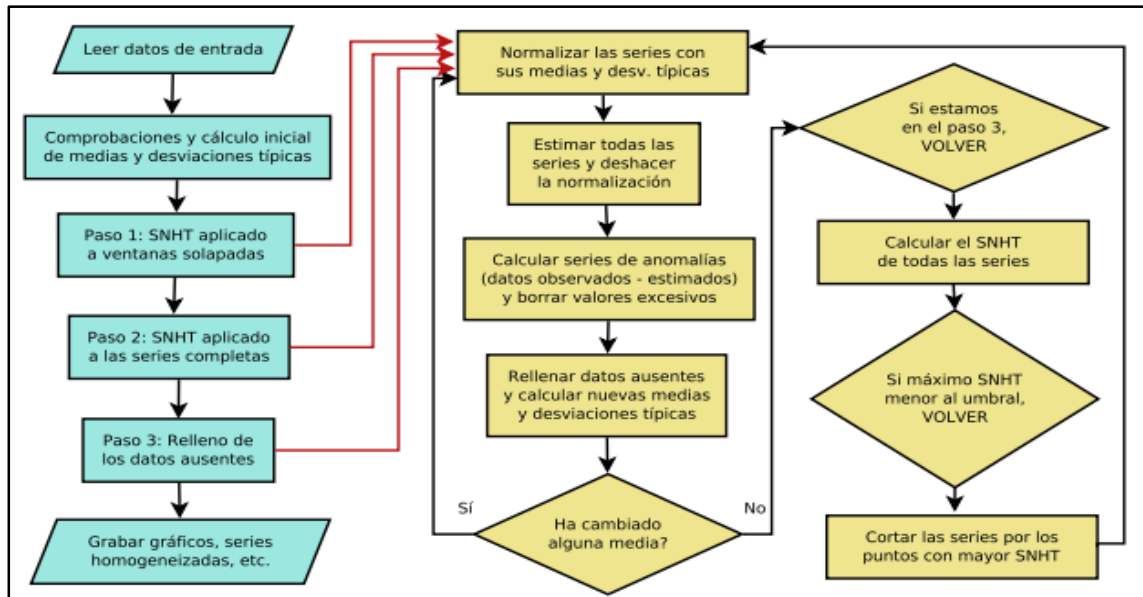 Leer datos de entrada
Comprobaciones y cálculo inicial
de medias y desviaciones típicas
Paso 1: SNHT aplicado
a ventanas solapadas
Paso 2: SNHT aplicado
a las series completas
Paso 3: Relleno de
los datos ausentes
Grabar gráficos, series
homogeneizadas, etc.
Normalizar las series con
sus medias y desv. típicas
Estimar todas las
series y deshacer
la normalización
Calcular series de anomalías
(datos observados - estimados)
y borrar valores excesivos
Rellenar datos ausentes
y calcular nuevas medias
y desviaciones típicas
Sí
No
Ha cambiado
alguna media?
Si estamos
en el paso 3,
VOLVER
Calcular el SNHT
de todas las series
Si máximo SNHT
menor al umbral,
VOLVER
Cortar las series por los
puntos con mayor SNHT